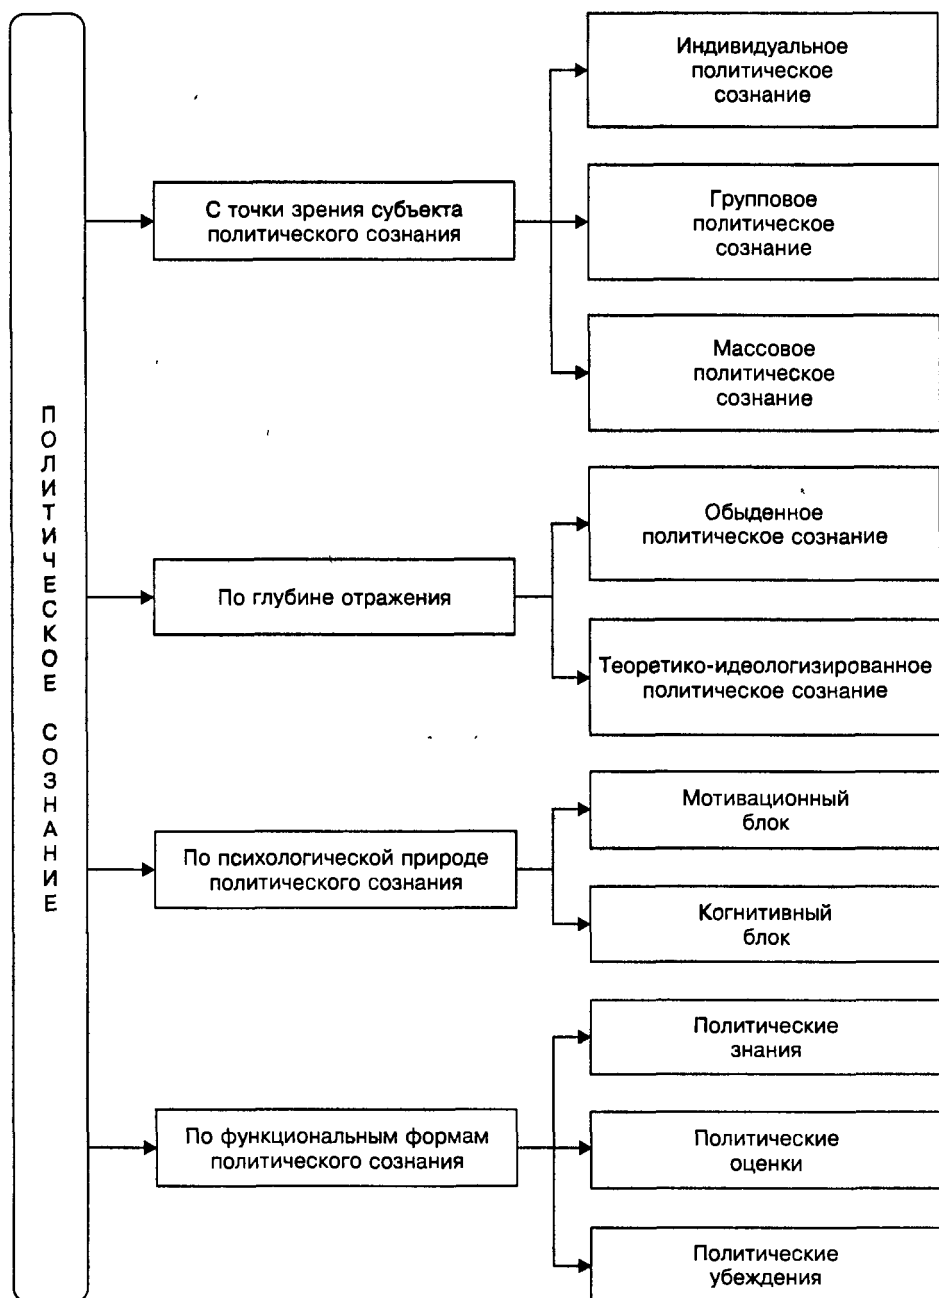 ПОЛИТИЧЕСКОЕ СОЗНАНИЕ
С точки зрения субъекта
политического сознания
Индивидуальное
политическое
сознание
Групповое
политическое
сознание
Массовое
политическое
сознание
По глубине отражения
Обыденное
политическое сознание
Теоретико-идеологизированное
политическое сознание
По психологической природе
политического сознания
Мотивационный
блок
Когнитивный
блок
По функциональным формам
политического сознания
Политические
знания
Политические
оценки
Политические
убеждения